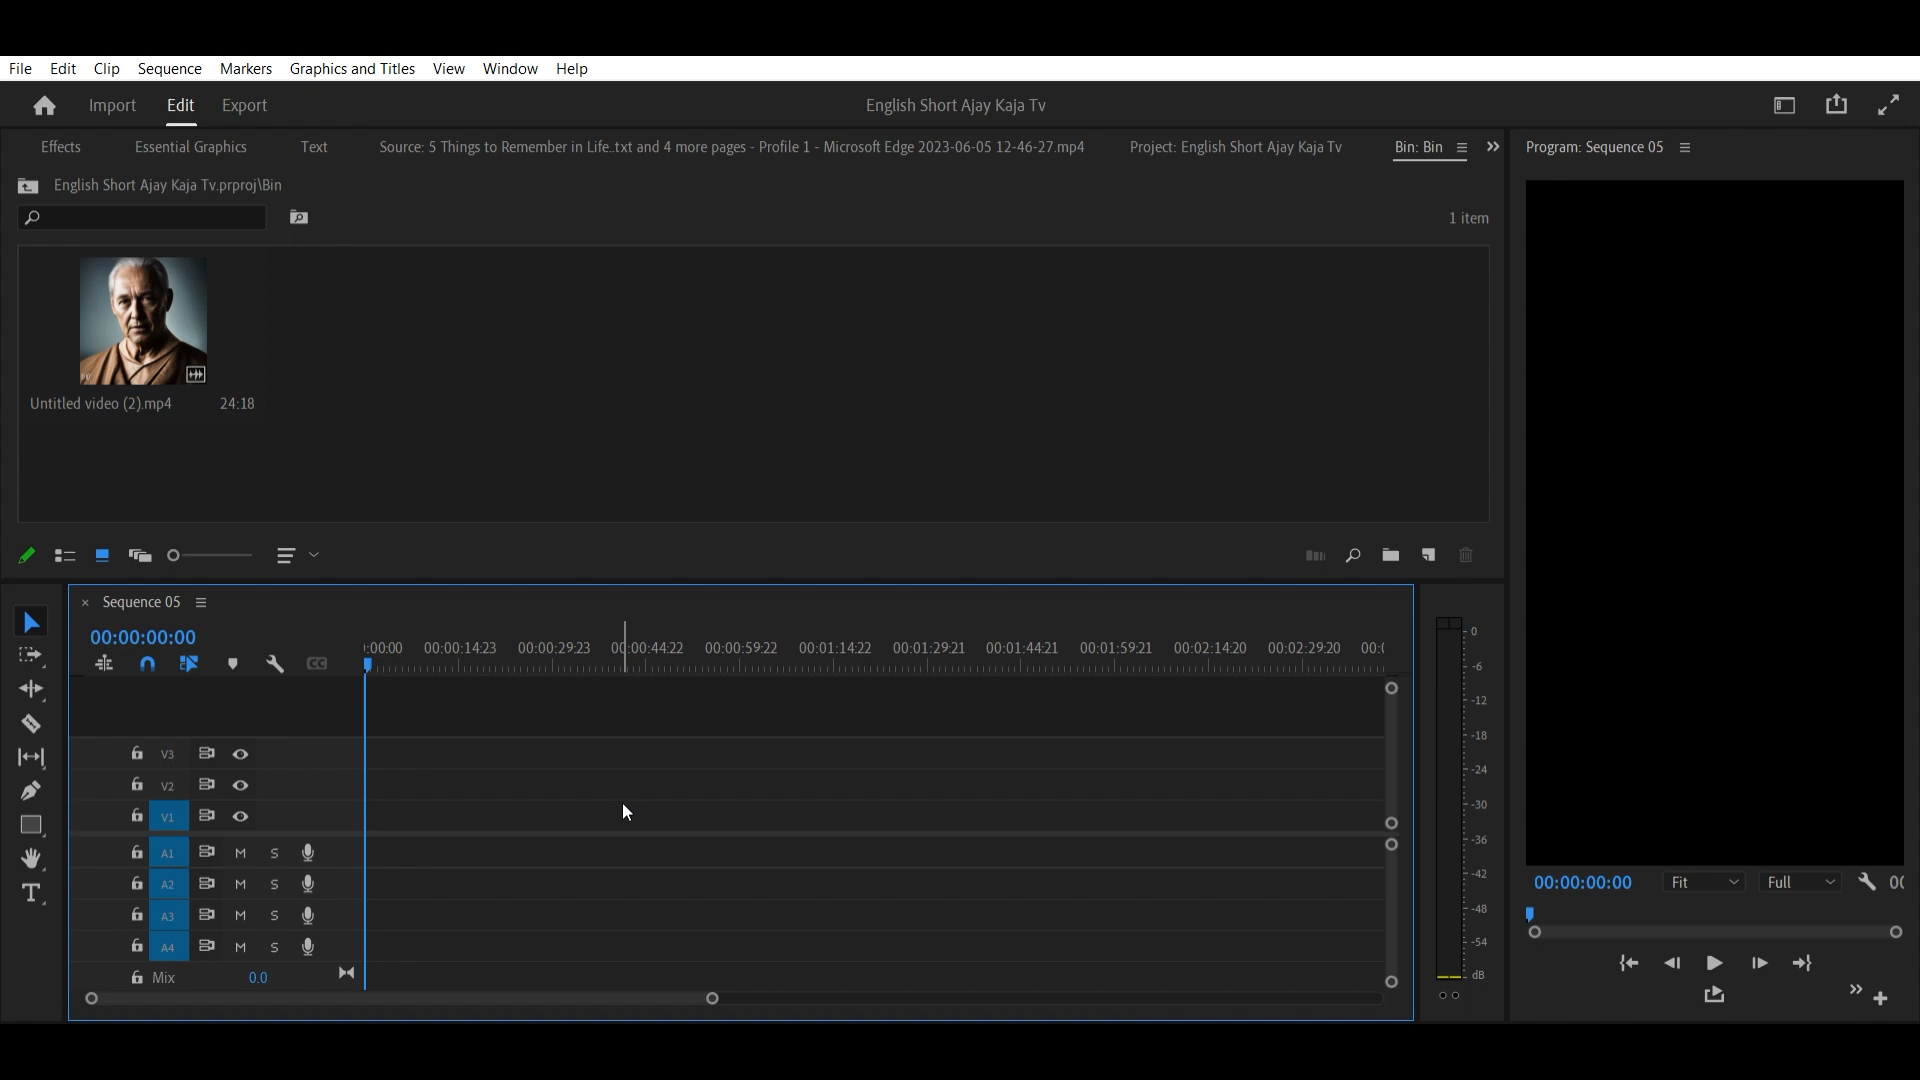 File Edit Clip Sequence Markers Graphics and Titles View Window Help
Import Edit Export English Short Ajay Kaja Tv
Effects Essential Graphics Text Source: 5 Things to Remember in Life..txt and 4 more pages - Profile 1 - Microsoft Edge 2023-06-05 12-46-27.mp4 Project: English Short Ajay Kaja Tv Bin: Bin Program: Sequence 05
English Short Ajay Kaja Tv.prproj\Bin
1 item
Untitled video (2).mp4 24:18
Sequence 05
00:00:00:00
:00:00 00:00:14:23 00:00:29:23 00:00:44:22 00:00:59:22 00:01:14:22 00:01:29:21 00:01:44:21 00:01:59:21 00:02:14:20 00:02:29:20 00:(
CC
V3
V2
V1
A1 M S
A2 M S
A3 M S
A4 M S
Mix 0.0
0
-6
-12
-18
-24
-30
-36
-42
-48
-54
dB
00:00:00:00 Fit Full 00